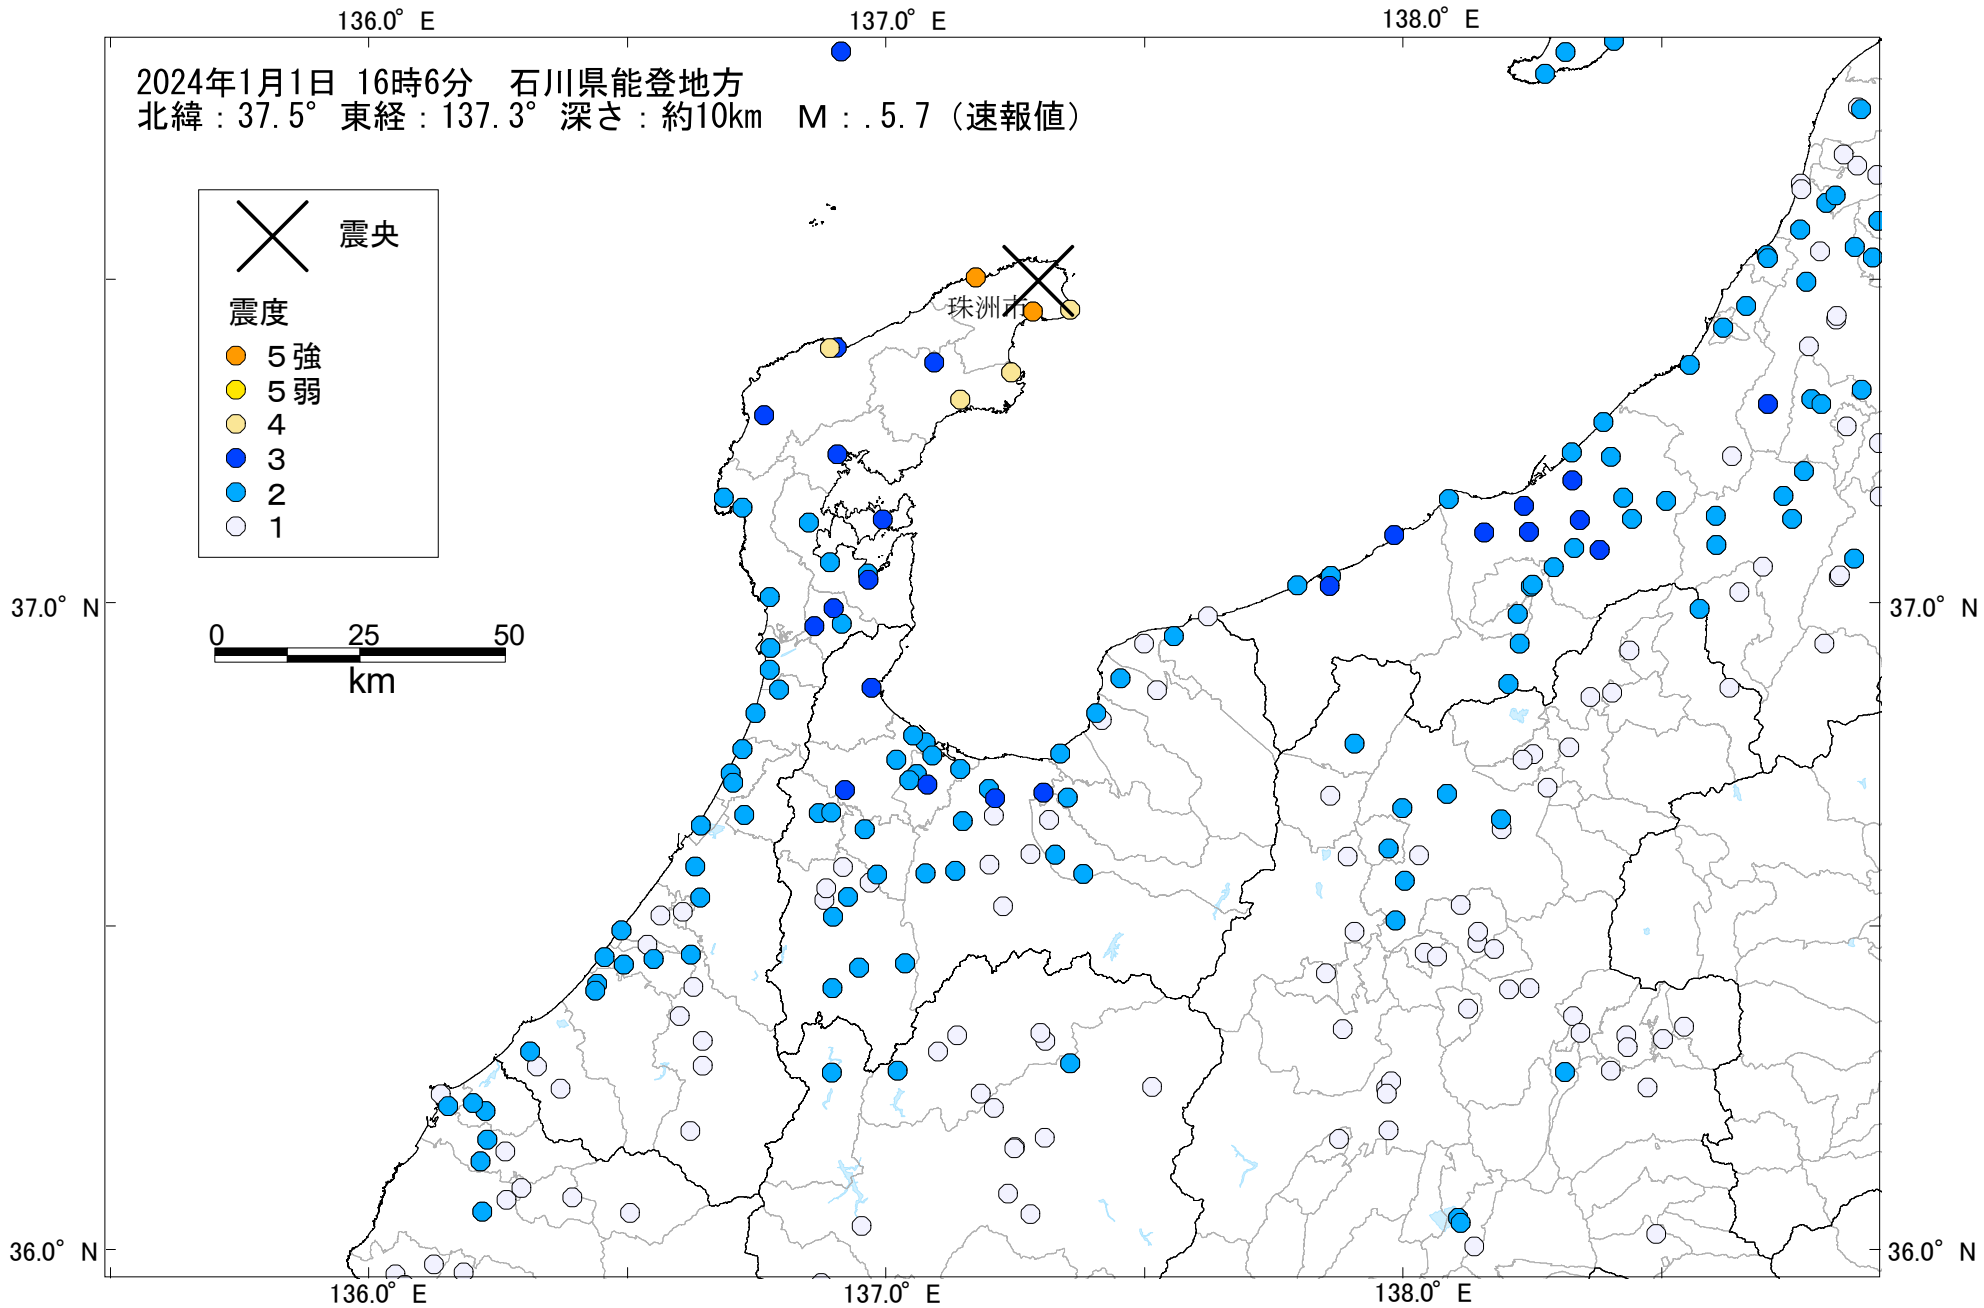 136.0° E
137.0° E
138.0° E
2024年1月1日 16時6分 石川県能登地方
北緯：37.5° 東経：137.3° 深さ：約10km M：.5.7（速報値）
震央
震度
5強
5弱
4
3
2
1
珠洲市
37.0° N
37.0° N
0 25 50
km
36.0° N
36.0° N
136.0° E
137.0° E
138.0° E